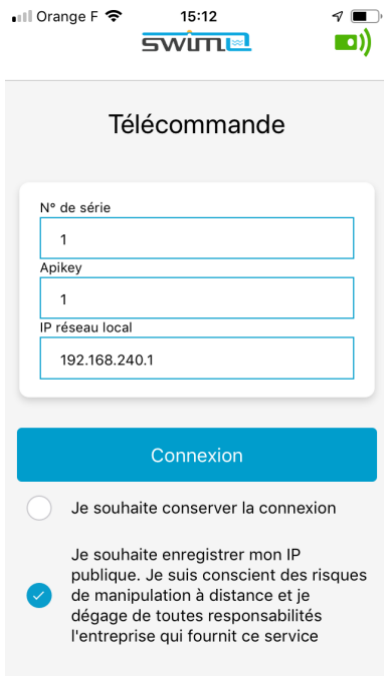 Orange F 15:12
swim
Télécommande
N° de série
1
Apikey
1
IP réseau local
192.168.240.1
Connexion
Je souhaite conserver la connexion
Je souhaite enregistrer mon IP
publique. Je suis conscient des risques
de manipulation à distance et je
dégage de toutes responsabilités
l'entreprise qui fournit ce service